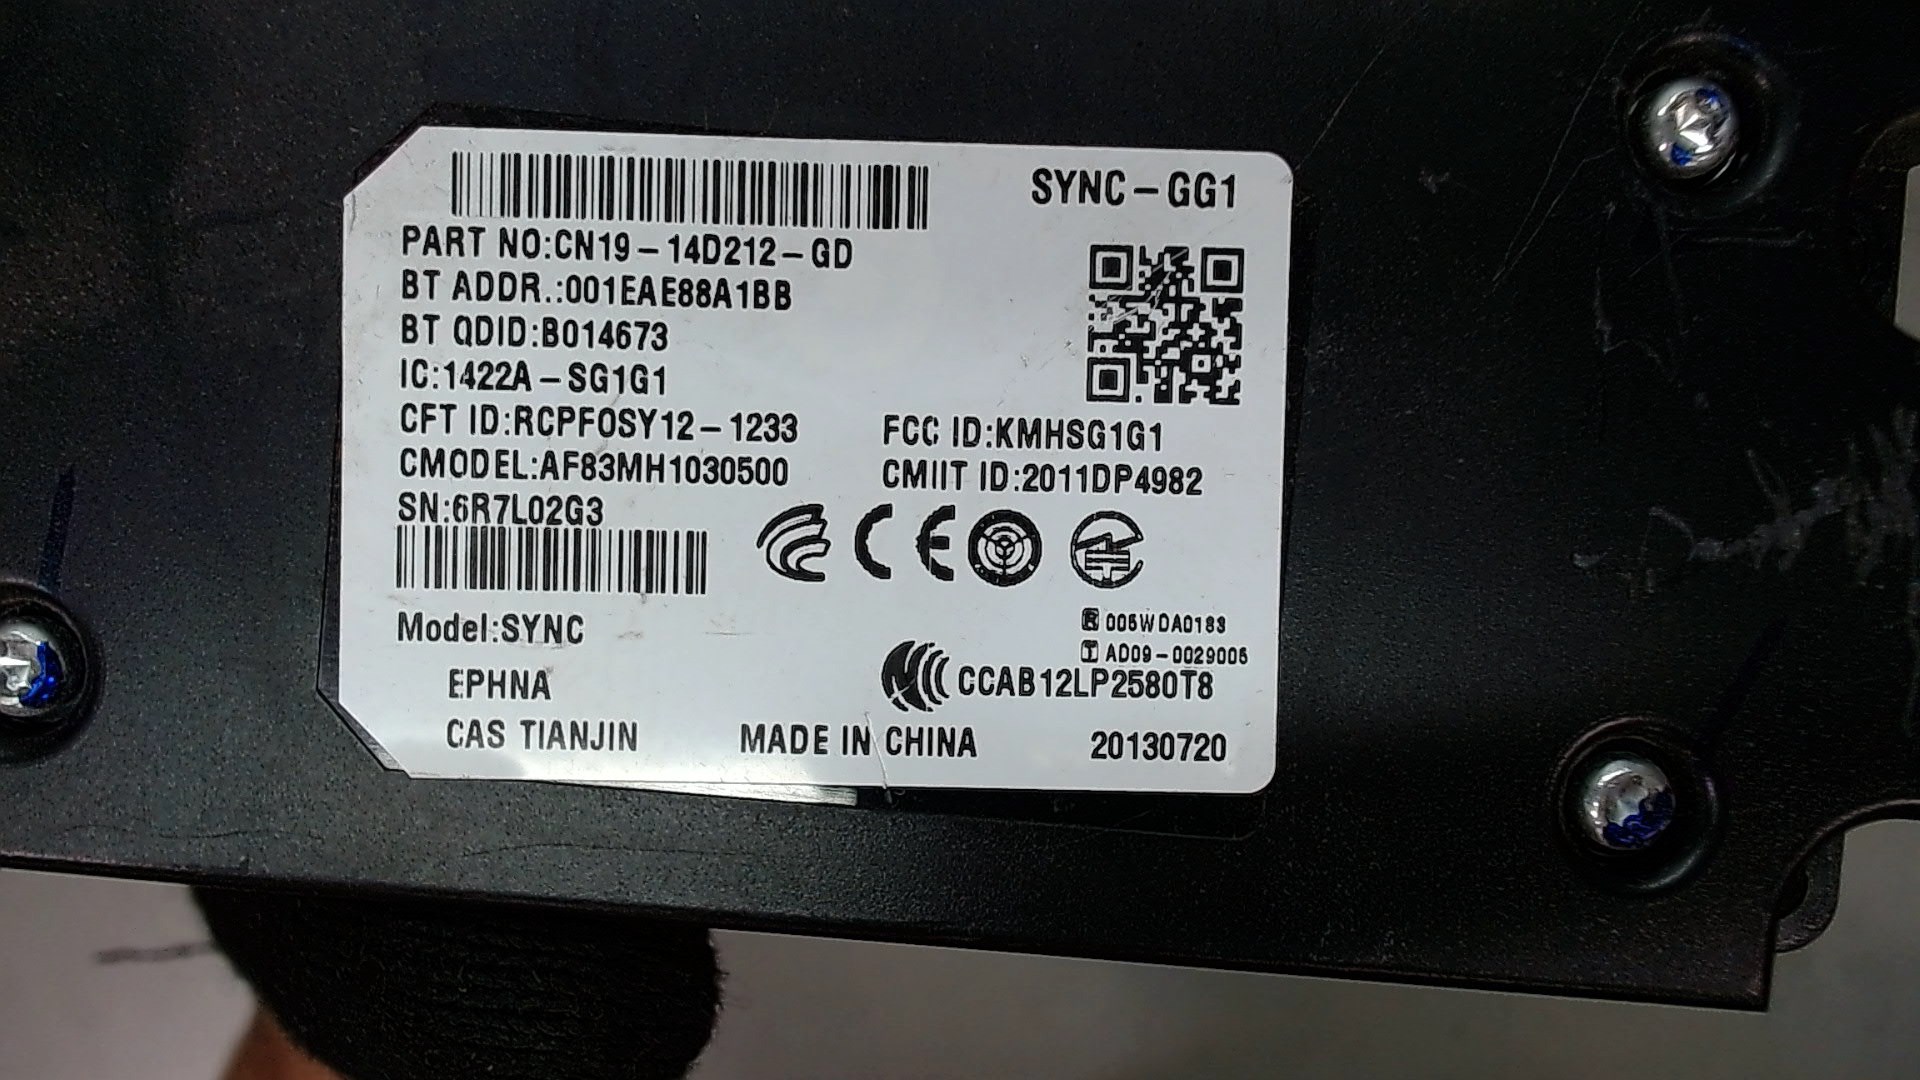 SYNC-GG1
PART NO:CN19-14D212-GD
BT ADDR.:001EAE88A1BB
BT QDID:B014673
IC:1422A-SG1G1
CFT ID:RCPFOSY12-1233
FCC ID:KMHSG1G1
CMODEL:AF83MH1030500
CMIIT ID:2011DP4982
SN:6R7L02G3
CE
Model:SYNC
R 005WDA0183
T AD09-0029005
EPHNA
CCAB12LP2580T8
CAS TIANJIN
MADE IN CHINA
20130720